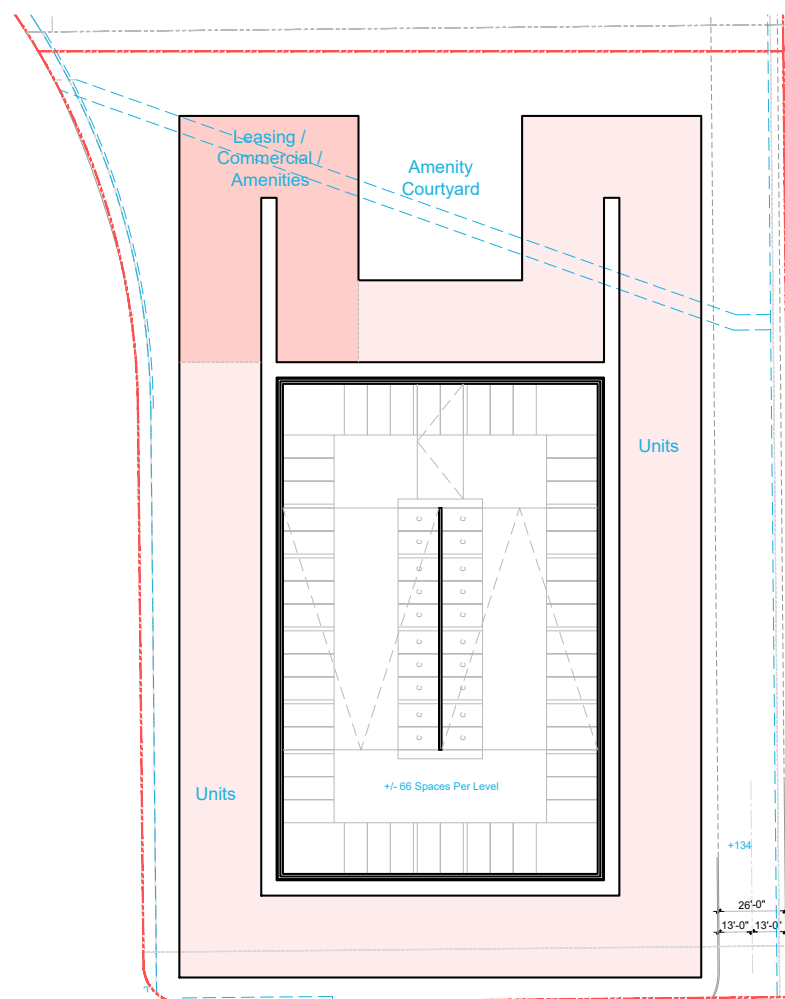 Leasing /
Commercial /
Amenities
Amenity
Courtyard
Units
C C
C C
C C
C C
C C
C C
C C
C C
C C
C C
+/- 66 Spaces Per Level
Units
+134
26'-0"
13'-0" 13'-0"